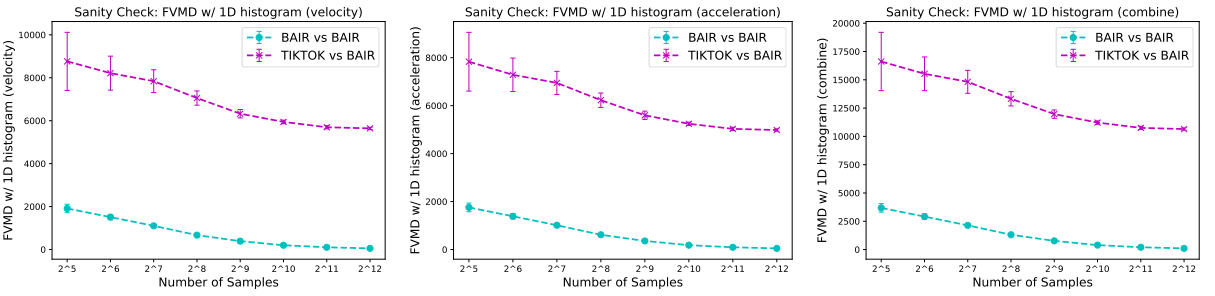 Sanity Check: FVMD w/ 1D histogram (velocity)
FVMD w/ 1D histogram (velocity)
10000
8000
6000
4000
2000
0
BAIR vs BAIR
TIKTOK vs BAIR
2^5 2^6 2^7 2^8 2^9 2^10 2^11 2^12
Number of Samples
Sanity Check: FVMD w/ 1D histogram (acceleration)
FVMD w/ 1D histogram (acceleration)
8000
6000
4000
2000
0
BAIR vs BAIR
TIKTOK vs BAIR
2^5 2^6 2^7 2^8 2^9 2^10 2^11 2^12
Number of Samples
Sanity Check: FVMD w/ 1D histogram (combine)
FVMD w/ 1D histogram (combine)
20000
17500
15000
12500
10000
7500
5000
2500
0
BAIR vs BAIR
TIKTOK vs BAIR
2^5 2^6 2^7 2^8 2^9 2^10 2^11 2^12
Number of Samples